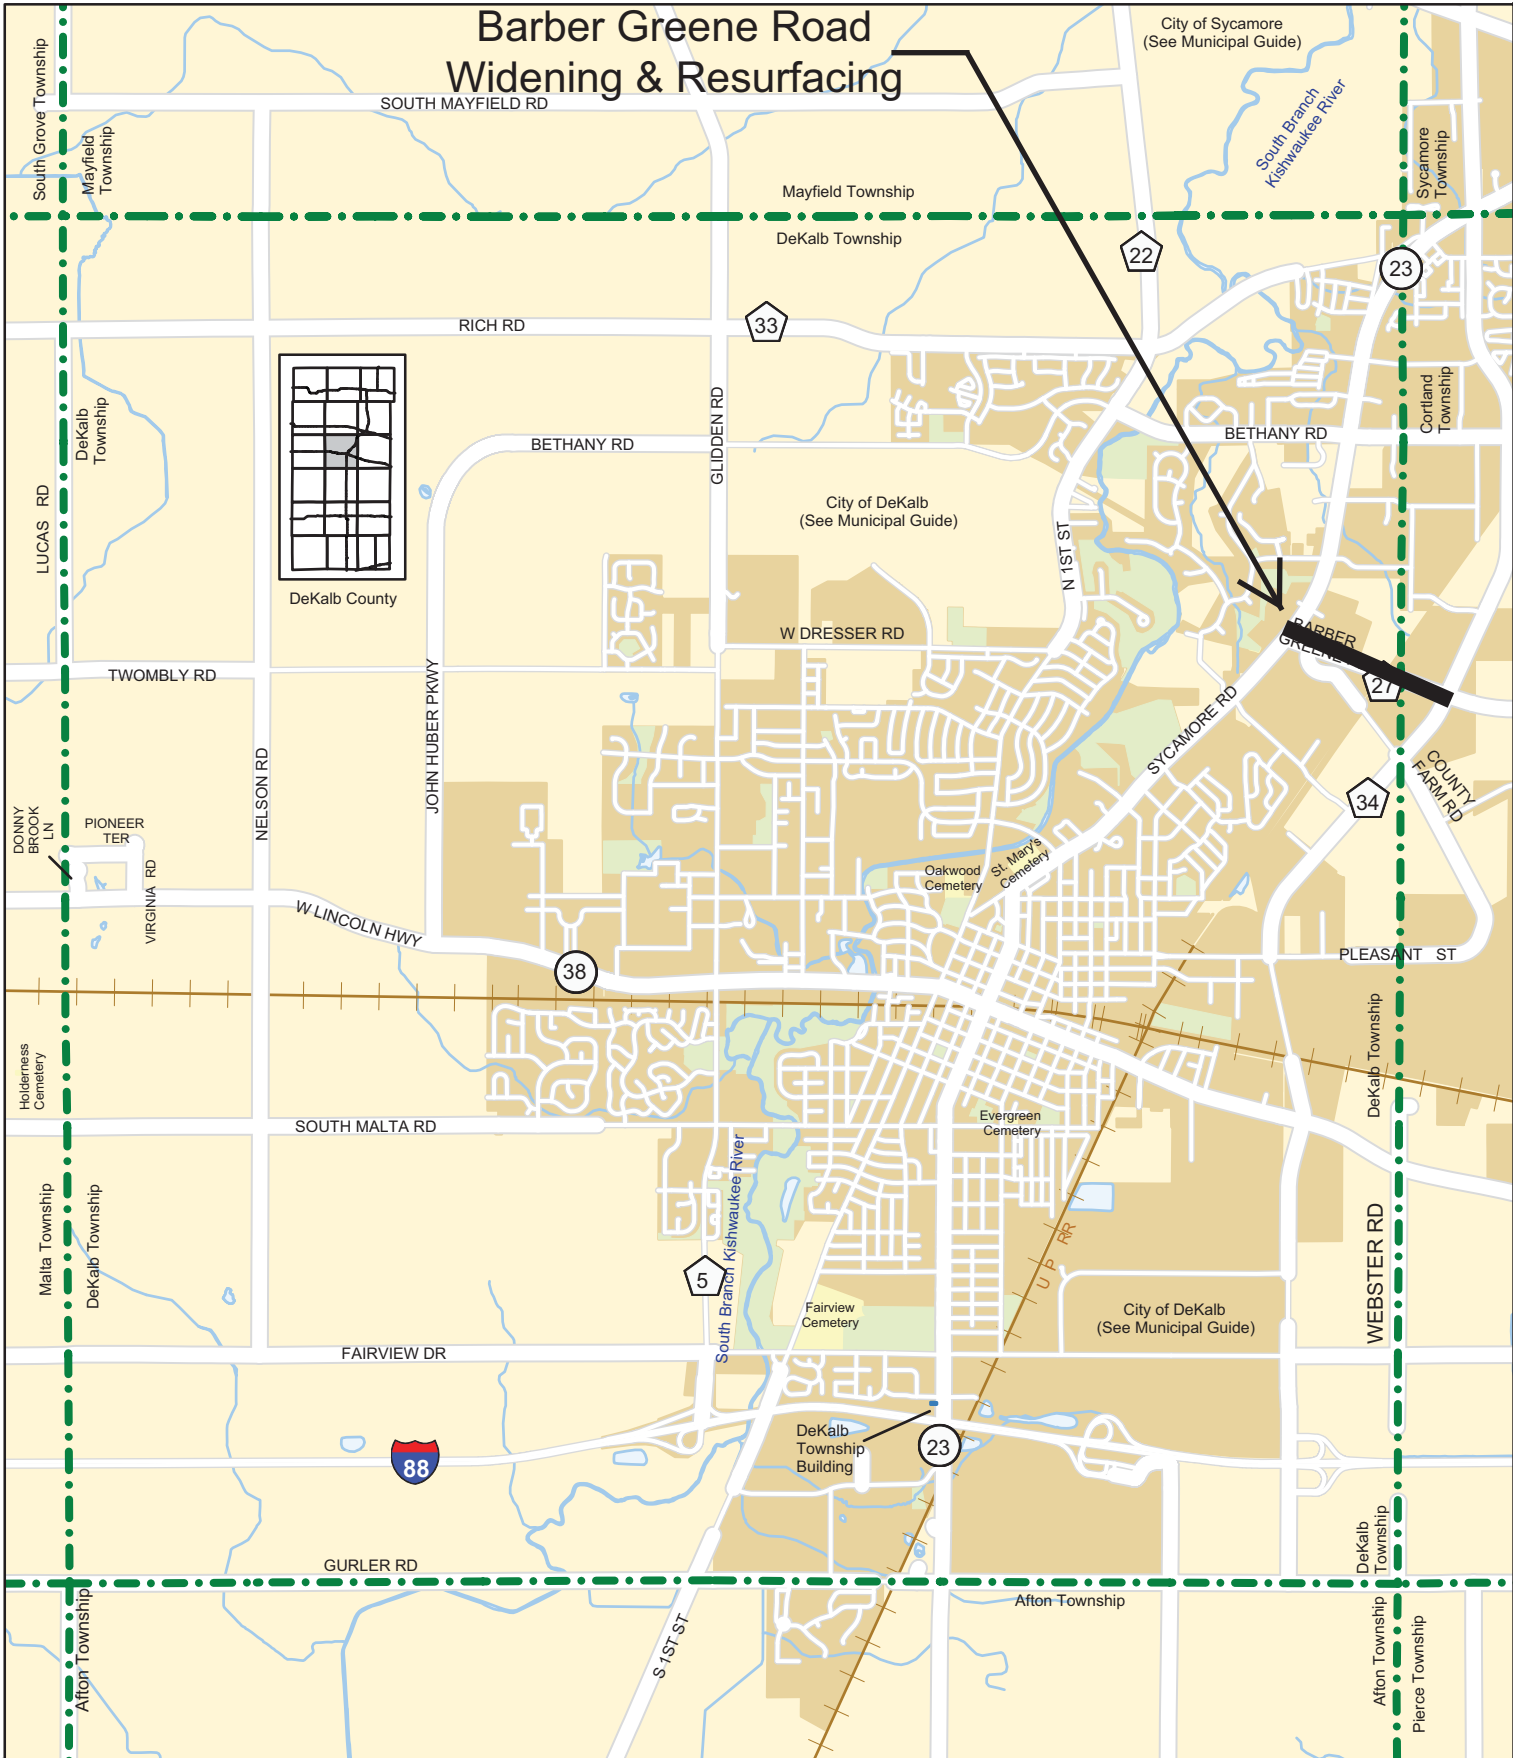 Barber Greene Road
Widening & Resurfacing
City of Sycamore
(See Municipal Guide)
South Grove Township
Mayfield
Township
SOUTH MAYFIELD RD
South Branch
Kishwaukee River
Sycamore
Township
Mayfield Township
DeKalb Township
22
23
RICH RD
33
DeKalb
Township
GLIDDEN RD
Cortland
Township
BETHANY RD
BETHANY RD
LUCAS RD
City of DeKalb
(See Municipal Guide)
N 1ST ST
DeKalb County
W DRESSER RD
BARBER
GREENE
27
TWOMBLY RD
JOHN HUBER PKWY
SYCAMORE RD
NELSON RD
COUNTY
FARM RD
34
DONNY
BROOK
LN
PIONEER
TER
VIRGINIA RD
Oakwood
Cemetery
St. Mary's
Cemetery
W LINCOLN HWY
38
PLEASANT ST
Holderness
Cemetery
DeKalb Township
SOUTH MALTA RD
Evergreen
Cemetery
South Branch Kishwaukee River
Malta Township
DeKalb Township
5
U P RR
WEBSTER RD
Fairview
Cemetery
City of DeKalb
(See Municipal Guide)
FAIRVIEW DR
88
DeKalb
Township
Building
23
DeKalb
Township
GURLER RD
Afton Township
Afton Township
S 1ST ST
Afton Township
Pierce Township